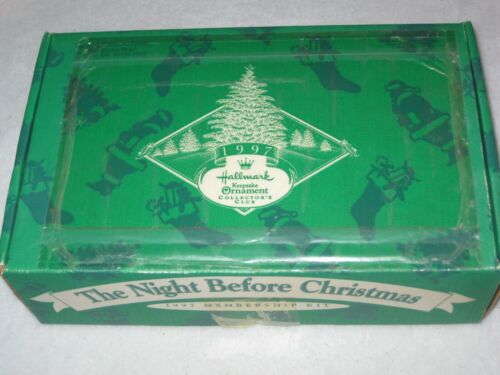 1997
Hallmark
Keepsake
Ornament
COLLECTOR'S
CLUB
The Night Before Christmas
1997 MEMBERSHIP KIT